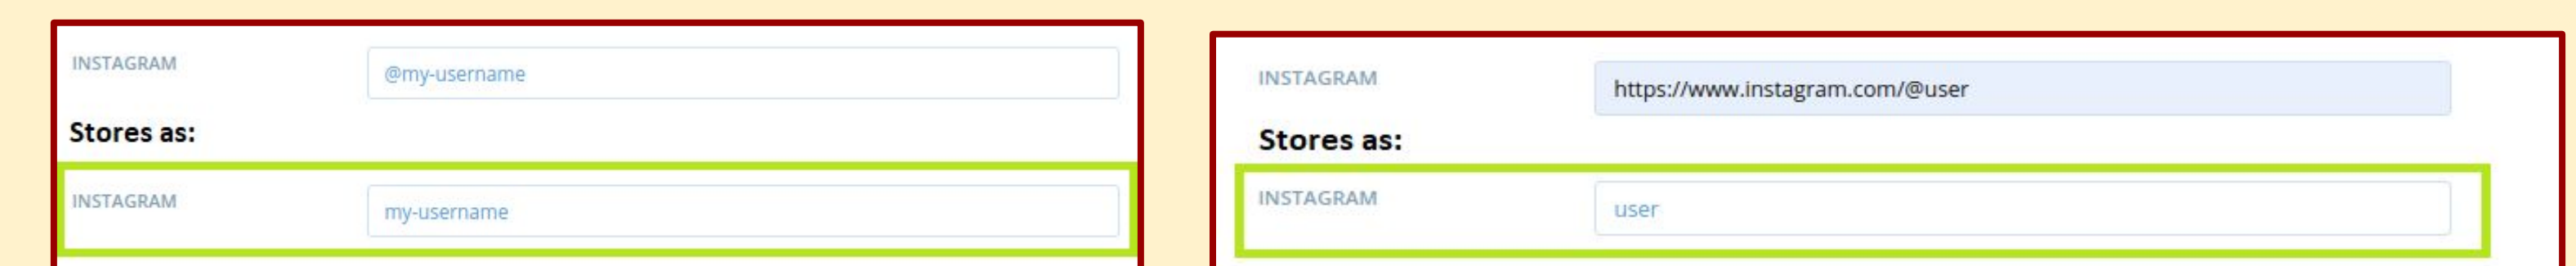 INSTAGRAM
@my-username
Stores as:
INSTAGRAM
my-username
INSTAGRAM
https://www.instagram.com/@user
Stores as:
INSTAGRAM
user